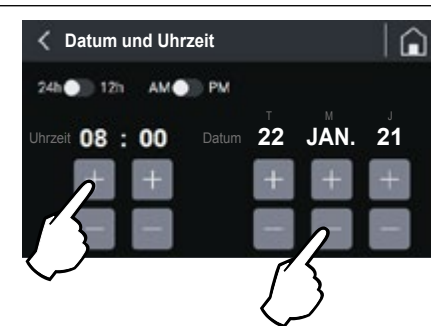 Datum und Uhrzeit
24h 12h AM PM
T M J
Uhrzeit 08 : 00 Datum 22 JAN. 21
+ + + + +
− − − − −